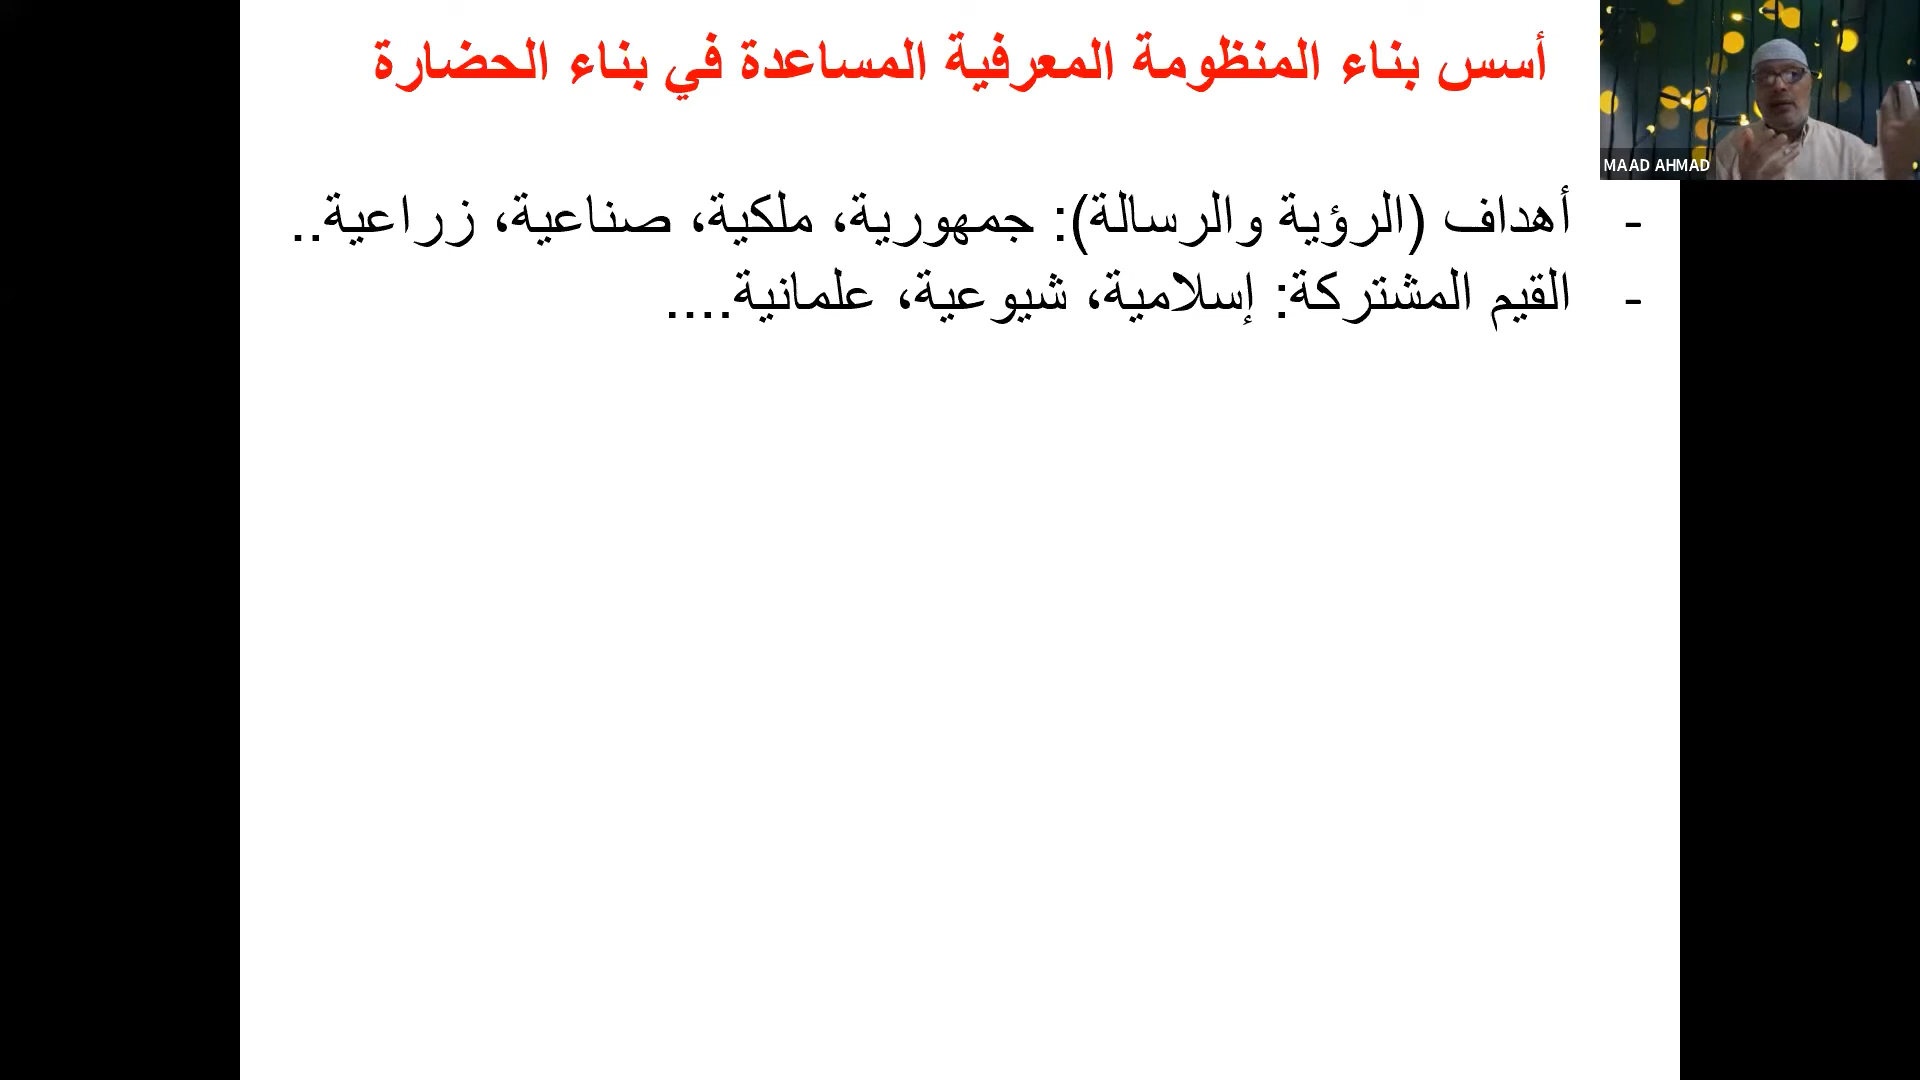 أسس بناء المنظومة المعرفية المساعدة في بناء الحضارة
MAAD AHMAD
- أهداف (الرؤية والرسالة): جمهورية، ملكية، صناعية، زراعية..
- القيم المشتركة: إسلامية، شيوعية، علمانية....